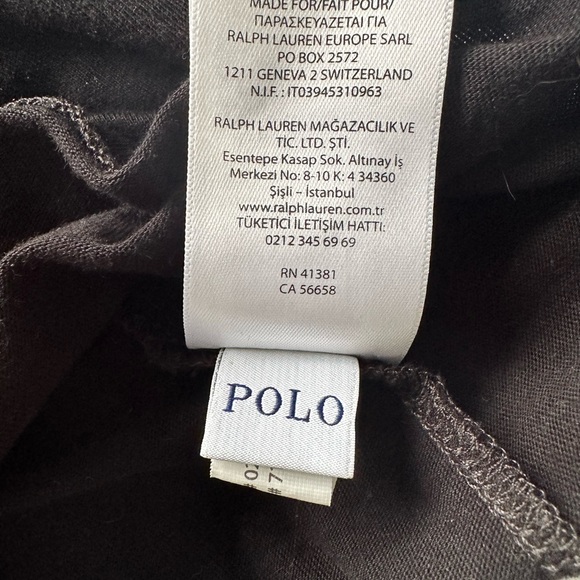 MADE FOR/FAIT POUR/
ΠΑΡΑΣΚΕΥΑΖΕΤΑΙ ΓΙΑ
RALPH LAUREN EUROPE SARL
PO BOX 2572
1211 GENEVA 2 SWITZERLAND
N.I.F. : IT03945310963
RALPH LAUREN MAĞAZACILIK VE
TİC. LTD. ŞTİ.
Esentepe Kasap Sok. Altınay İş
Merkezi No: 8-10 K: 4 34360
Şişli – İstanbul
www.ralphlauren.com.tr
TÜKETİCİ İLETİŞİM HATTI:
0212 345 69 69
RN 41381
CA 56658
POLO